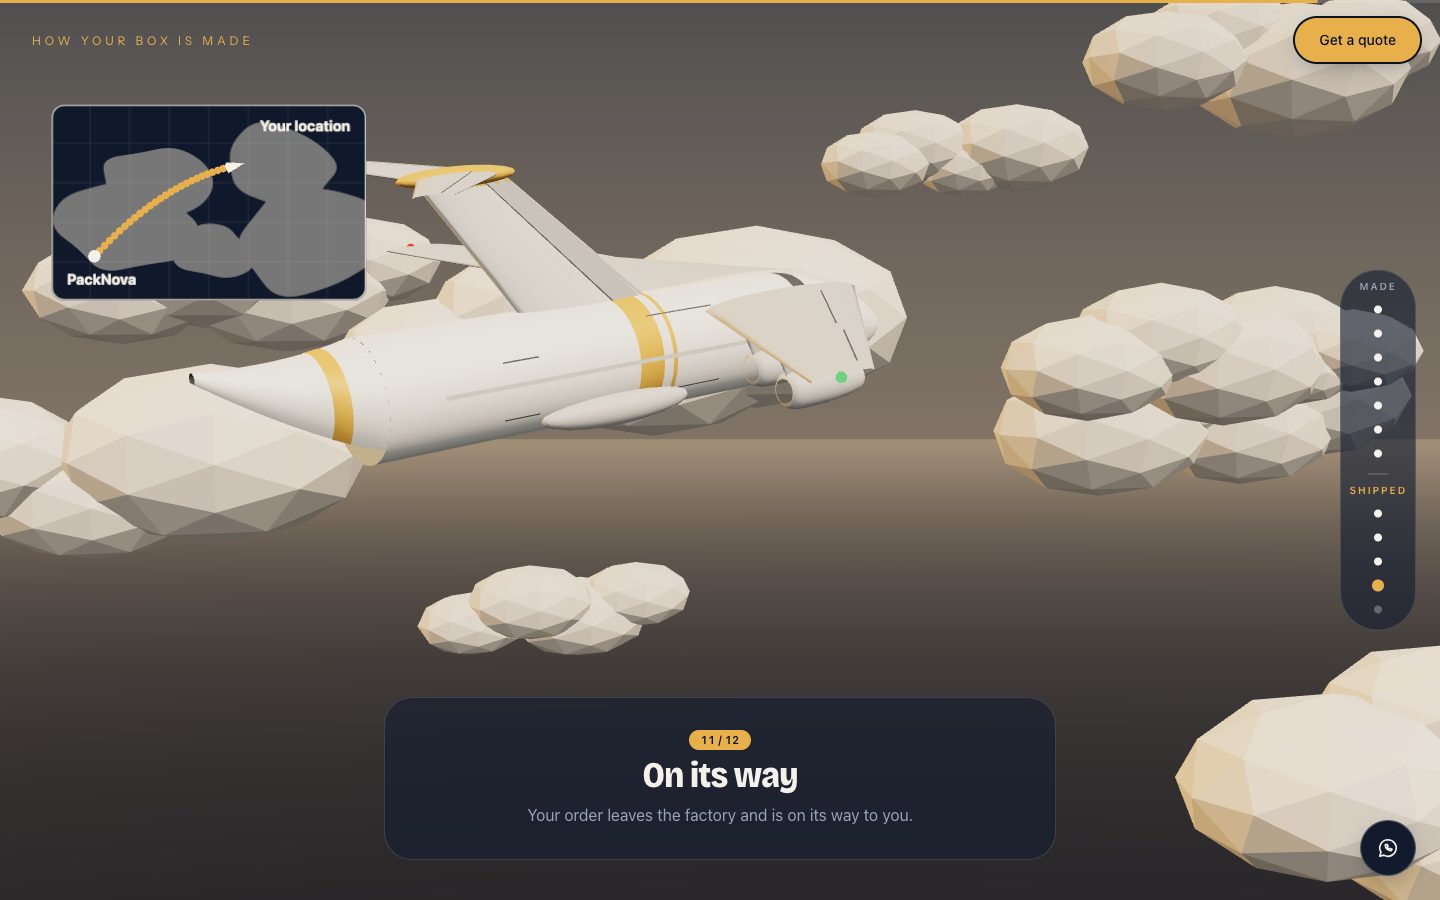 HOW YOUR BOX IS MADE
Get a quote
Your location
PackNova
MADE
SHIPPED
11 / 12
On its way
Your order leaves the factory and is on its way to you.